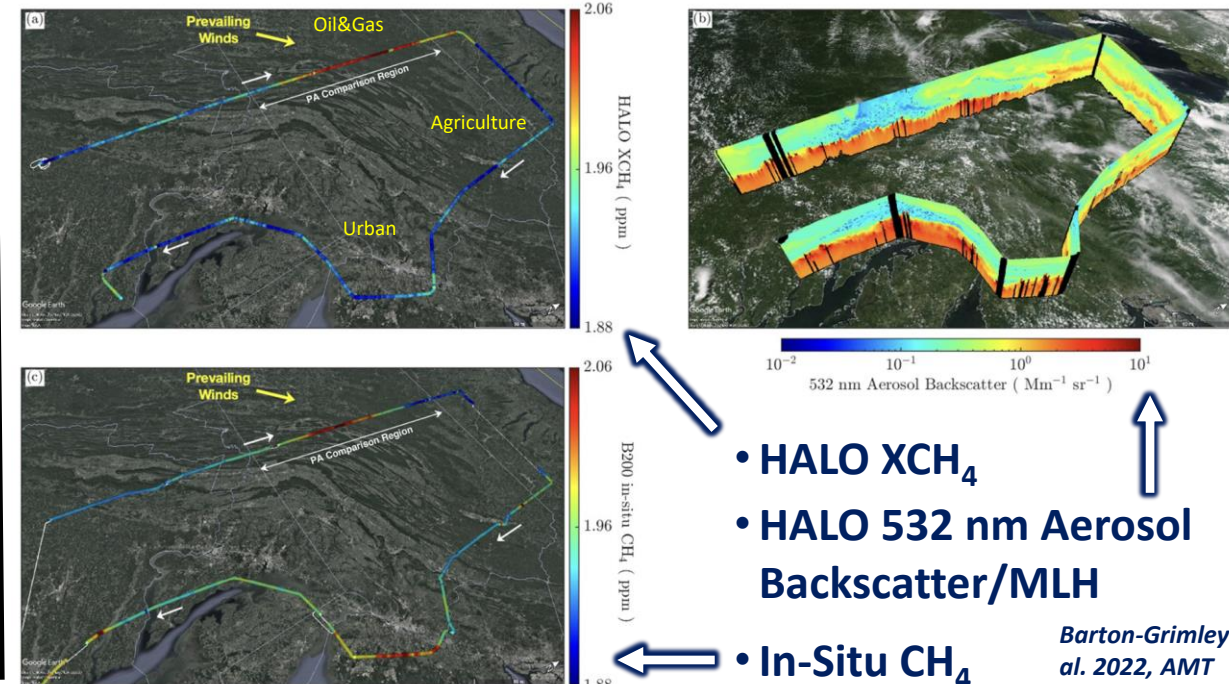 (a)
Prevailing
Winds
Oil&Gas
PA Comparison Region
Agriculture
Urban
Google Earth
2.06
1.96
1.88
HALO XCH₄ ( ppm )
(b)
10⁻² 10⁻¹ 10⁰ 10¹
532 nm Aerosol Backscatter ( Mm⁻¹ sr⁻¹ )
(c)
Prevailing
Winds
PA Comparison Region
Google Earth
2.06
1.96
1.88
B200 in-situ CH₄ ( ppm )
• HALO XCH₄
• HALO 532 nm Aerosol
Backscatter/MLH
• In-Situ CH₄
Barton-Grimley
al. 2022, AMT